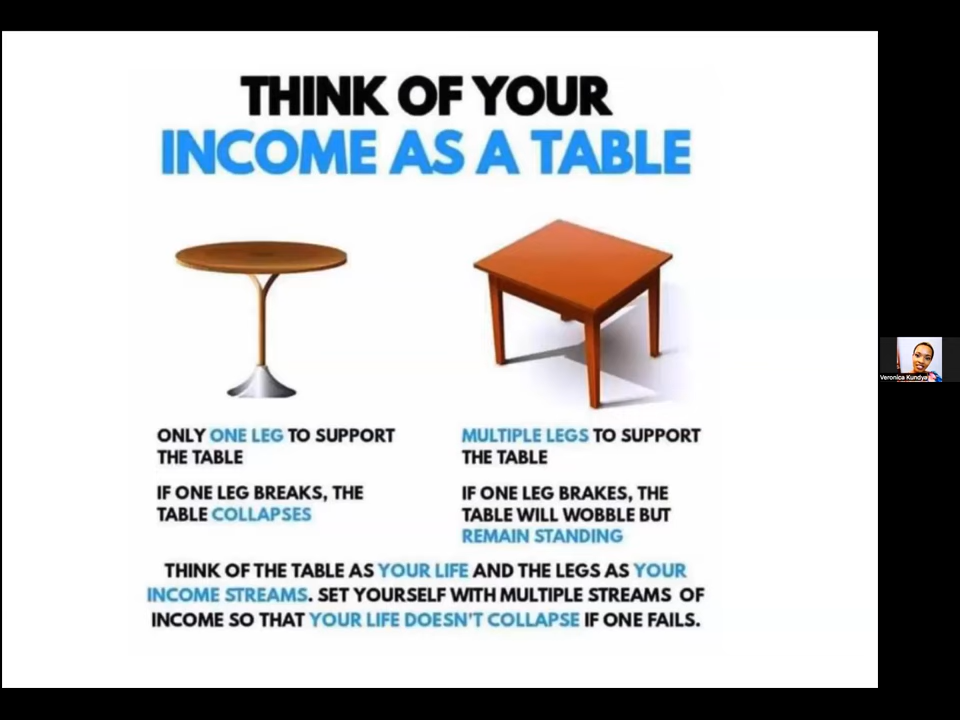 THINK OF YOUR
INCOME AS A TABLE
ONLY ONE LEG TO SUPPORT
THE TABLE
IF ONE LEG BREAKS, THE
TABLE COLLAPSES
MULTIPLE LEGS TO SUPPORT
THE TABLE
IF ONE LEG BRAKES, THE
TABLE WILL WOBBLE BUT
REMAIN STANDING
THINK OF THE TABLE AS YOUR LIFE AND THE LEGS AS YOUR
INCOME STREAMS. SET YOURSELF WITH MULTIPLE STREAMS OF
INCOME SO THAT YOUR LIFE DOESN'T COLLAPSE IF ONE FAILS.
Veronica Kundya